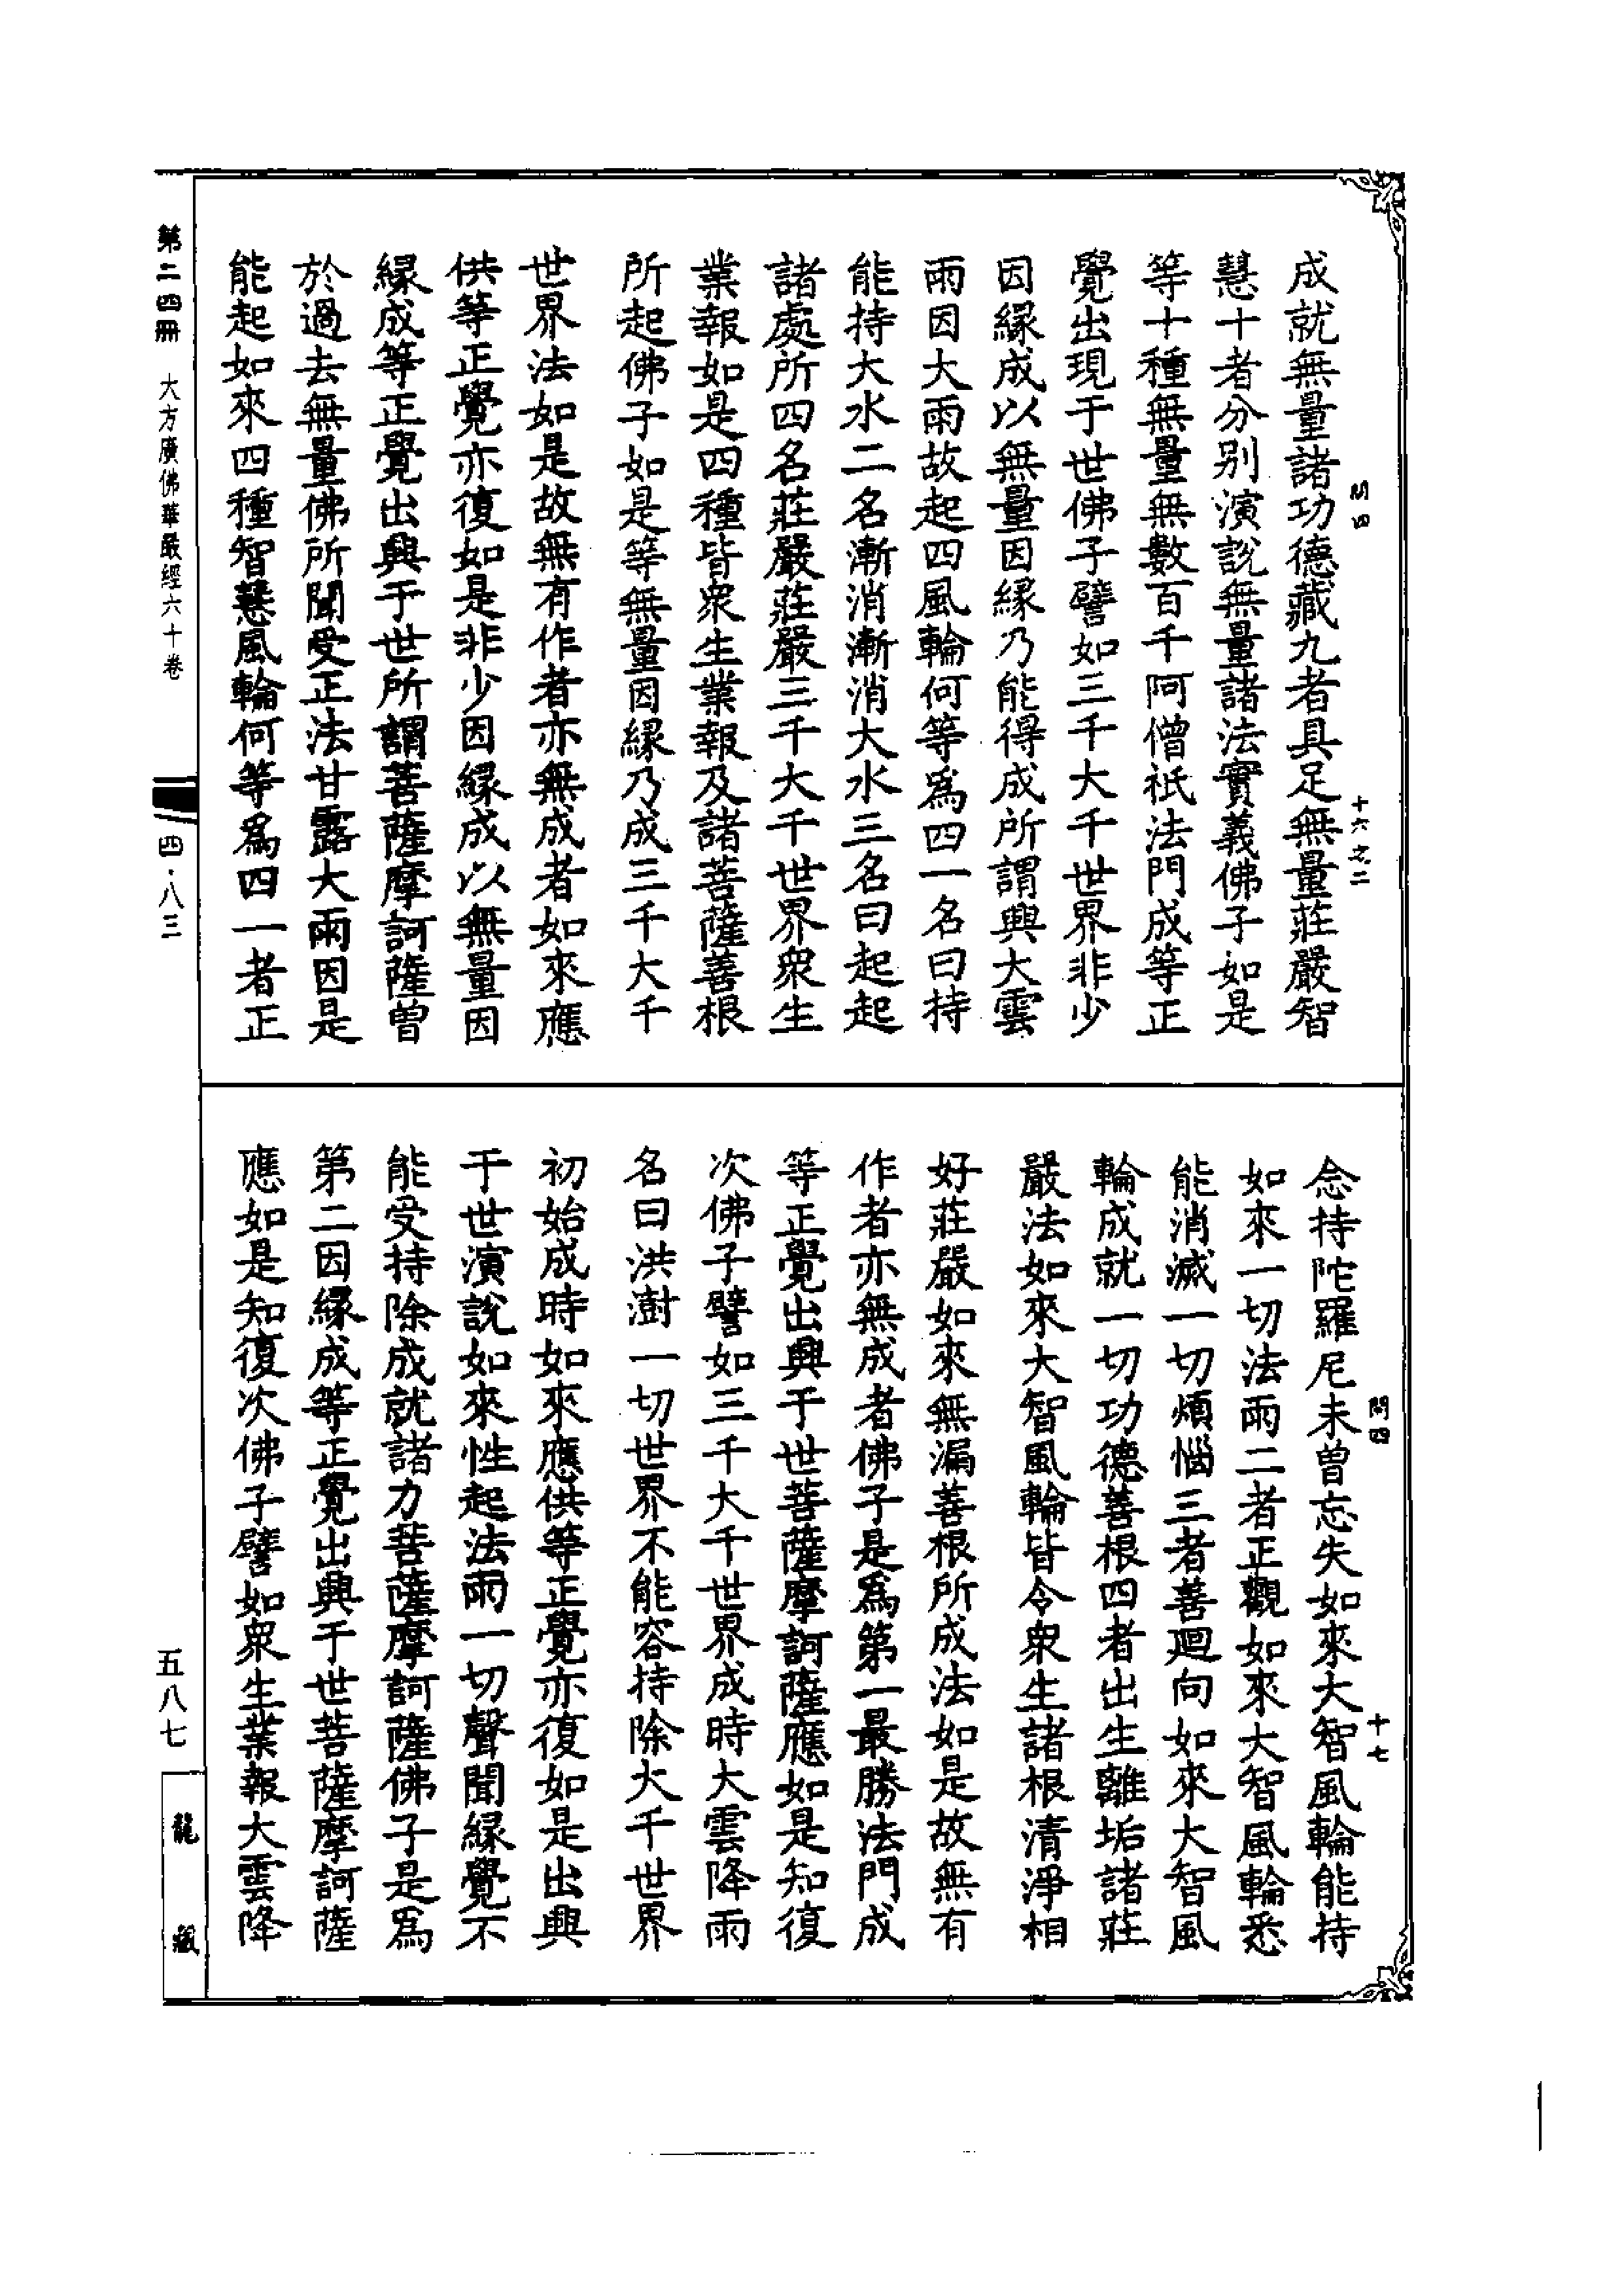 成就無量諸功德藏九者具足無量莊嚴智
慧十者分別演說無量諸法實義佛子如是
等十種無量無數百千阿僧祇法門成等正
覺出現于世佛子譬如三千大千世界非少
因緣成以無量因緣乃能得成所謂興大雲
雨因大雨故起四風輪何等為四一名曰持
能持大水二名漸消漸消大水三名曰起起
諸處所四名莊嚴莊嚴三千大千世界眾生
業報如是四種皆眾生業報及諸菩薩善根
所起佛子如是等無量因緣乃成三千大千
世界法如是故無有作者亦無成者如來應
供等正覺亦復如是非少因緣成以無量因
緣成等正覺出興于世所謂菩薩摩訶薩曾
於過去無量佛所聞受正法甘露大雨因是
能起如來四種智慧風輪何等為四一者正
問四
十六之二
念持陀羅尼未曾忘失如來大智風輪能持
如來一切法雨二者正觀如來大智風輪悉
能消滅一切煩惱三者善迴向如來大智風
輪成就一切功德善根四者出生離垢諸莊
嚴法如來大智風輪皆令眾生諸根清淨相
好莊嚴如來無漏善根所成法如是故無有
作者亦無成者佛子是為第一最勝法門成
等正覺出興于世菩薩摩訶薩應如是知復
次佛子譬如三千大千世界成時大雲降雨
名曰洪澍一切世界不能容持除大千世界
初始成時如來應供等正覺亦復如是出興
于世演說如來性起法雨一切聲聞緣覺不
能受持除成就諸力菩薩摩訶薩佛子是為
第二因緣成等正覺出興于世菩薩摩訶薩
應如是知復次佛子譬如眾生業報大雲降
問四
十七
第二四冊 大方廣佛華嚴經六十卷
四·八三
五八七
龍藏